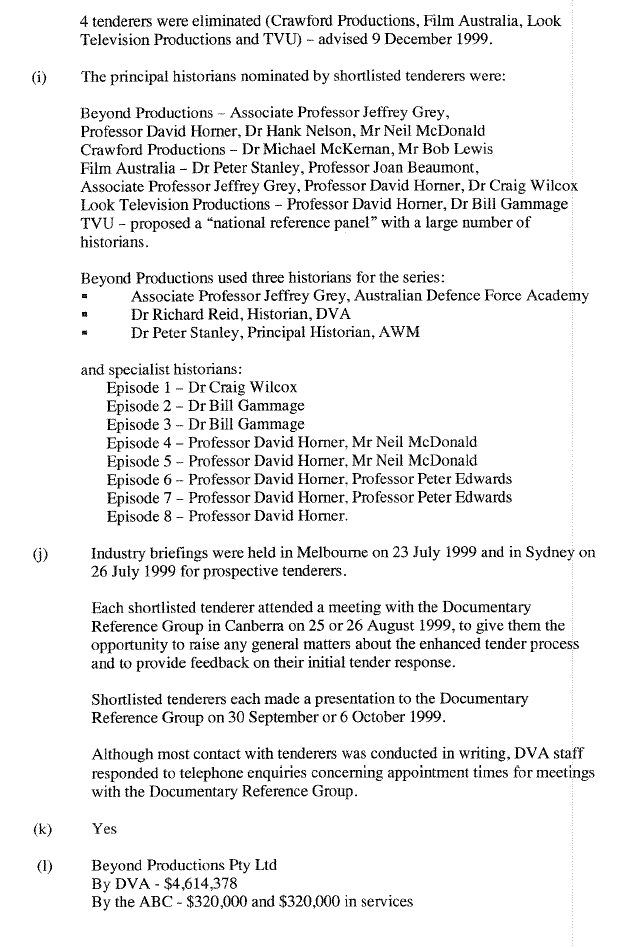 4 tenderers were eliminated (Crawford Productions, Film Australia, Look
Television Productions and TVU) – advised 9 December 1999.
(i) The principal historians nominated by shortlisted tenderers were:
Beyond Productions – Associate Professor Jeffrey Grey,
Professor David Horner, Dr Hank Nelson, Mr Neil McDonald
Crawford Productions – Dr Michael McKernan, Mr Bob Lewis
Film Australia – Dr Peter Stanley, Professor Joan Beaumont,
Associate Professor Jeffrey Grey, Professor David Horner, Dr Craig Wilcox
Look Television Productions – Professor David Horner, Dr Bill Gammage
TVU – proposed a “national reference panel” with a large number of
historians.
Beyond Productions used three historians for the series:
▪ Associate Professor Jeffrey Grey, Australian Defence Force Academy
▪ Dr Richard Reid, Historian, DVA
▪ Dr Peter Stanley, Principal Historian, AWM
and specialist historians:
Episode 1 – Dr Craig Wilcox
Episode 2 – Dr Bill Gammage
Episode 3 – Dr Bill Gammage
Episode 4 – Professor David Horner, Mr Neil McDonald
Episode 5 – Professor David Horner, Mr Neil McDonald
Episode 6 – Professor David Horner, Professor Peter Edwards
Episode 7 – Professor David Horner, Professor Peter Edwards
Episode 8 – Professor David Horner.
(j) Industry briefings were held in Melbourne on 23 July 1999 and in Sydney on
26 July 1999 for prospective tenderers.
Each shortlisted tenderer attended a meeting with the Documentary
Reference Group in Canberra on 25 or 26 August 1999, to give them the
opportunity to raise any general matters about the enhanced tender process
and to provide feedback on their initial tender response.
Shortlisted tenderers each made a presentation to the Documentary
Reference Group on 30 September or 6 October 1999.
Although most contact with tenderers was conducted in writing, DVA staff
responded to telephone enquiries concerning appointment times for meetings
with the Documentary Reference Group.
(k) Yes
(l) Beyond Productions Pty Ltd
By DVA - $4,614,378
By the ABC - $320,000 and $320,000 in services